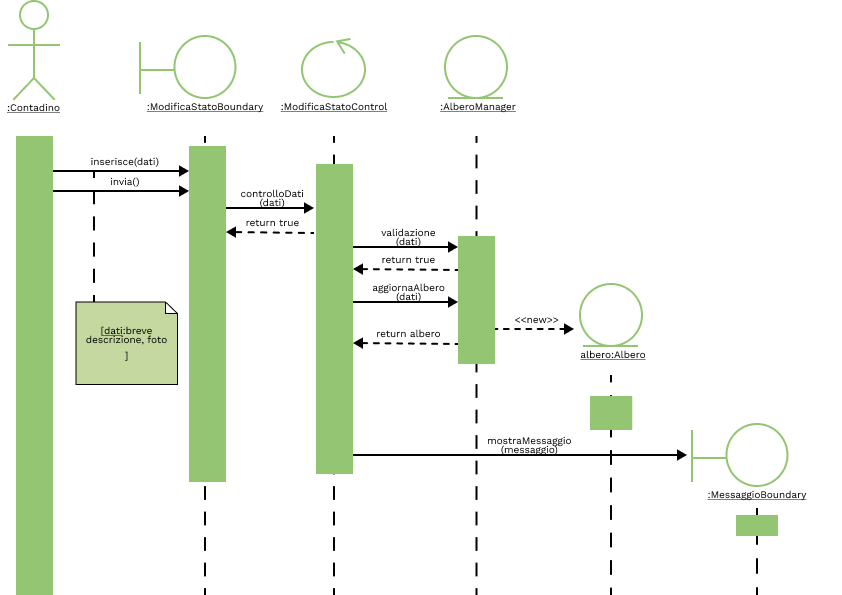 :Contadino
:ModificaStatoBoundary
:ModificaStatoControl
:AlberoManager
inserisce(dati)
invia()
controlloDati
(dati)
return true
validazione
(dati)
return true
aggiornaAlbero
(dati)
<<new>>
return albero
[dati:breve
descrizione, foto
]
albero:Albero
mostraMessaggio
(messaggio)
:MessaggioBoundary